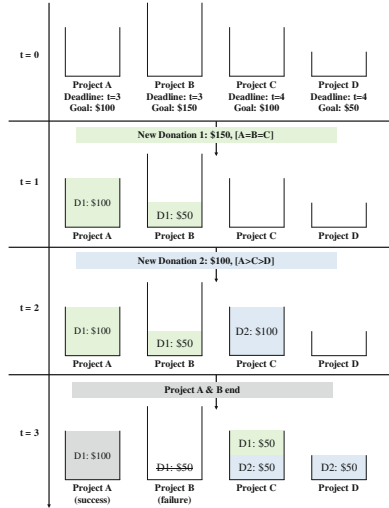 t = 0
Project A Project B Project C Project D
Deadline: t=3 Deadline: t=3 Deadline: t=4 Deadline: t=4
Goal: $100 Goal: $150 Goal: $100 Goal: $50
New Donation 1: $150, [A=B=C]
t = 1
D1: $100 D1: $50
Project A Project B Project C Project D
New Donation 2: $100, [A>C>D]
t = 2
D1: $100 D1: $50 D2: $100
Project A Project B Project C Project D
Project A & B end
t = 3
D1: $50
D1: $100 D1: $50 D2: $50 D2: $50
Project A Project B Project C Project D
(success) (failure)